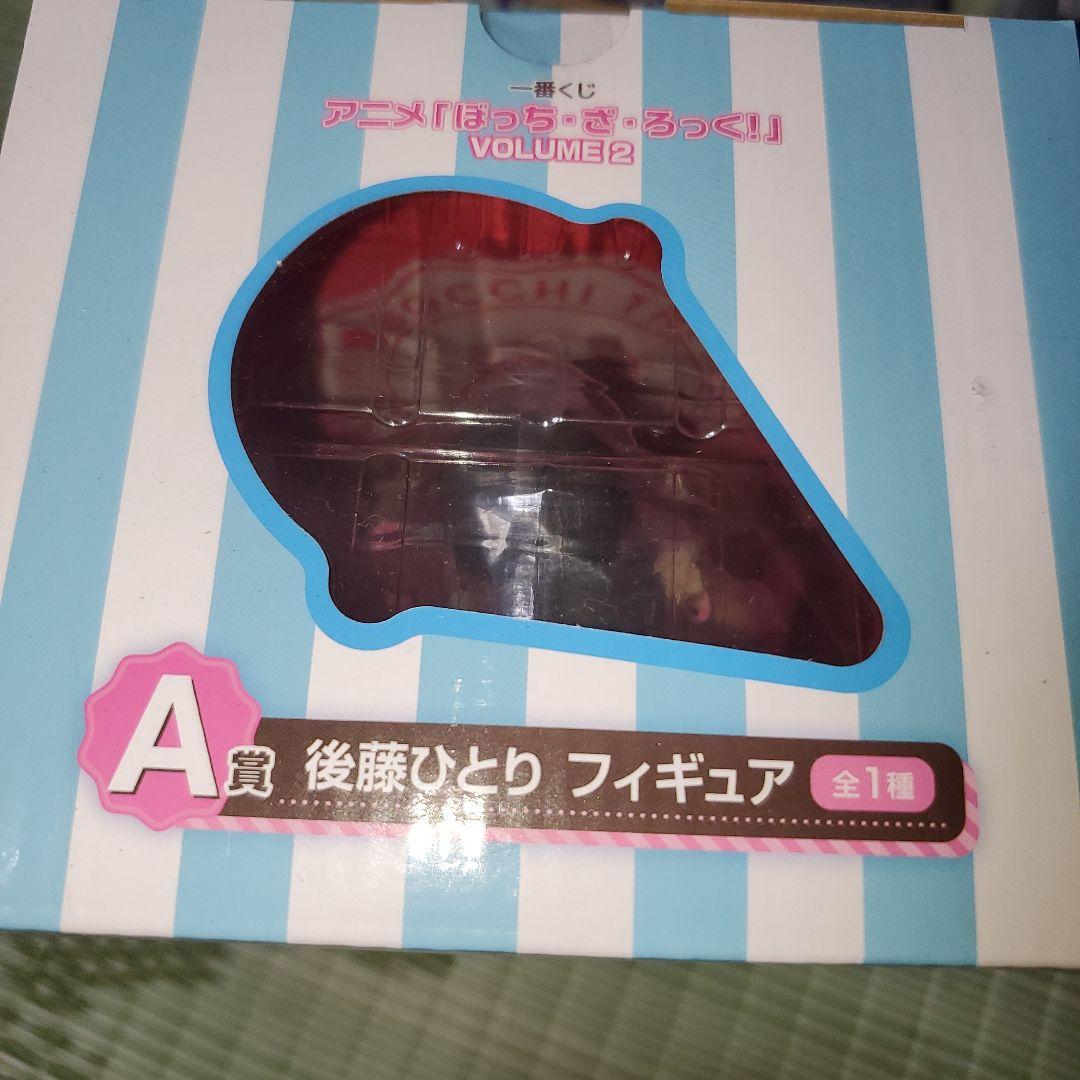 一番くじ
アニメ「ぼっち・ざ・ろっく!」
VOLUME 2
OCCHI
A賞 後藤ひとり フィギュア 全1種